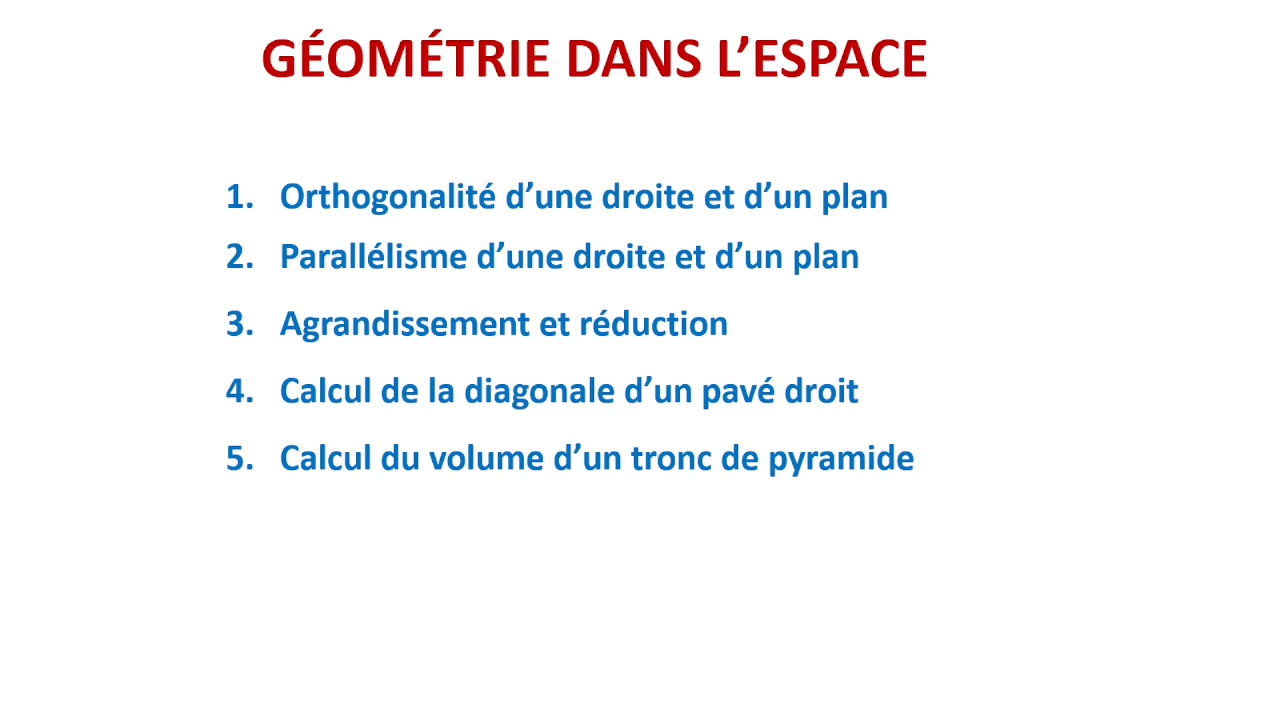 GÉOMÉTRIE DANS L’ESPACE
1. Orthogonalité d’une droite et d’un plan
2. Parallélisme d’une droite et d’un plan
3. Agrandissement et réduction
4. Calcul de la diagonale d’un pavé droit
5. Calcul du volume d’un tronc de pyramide